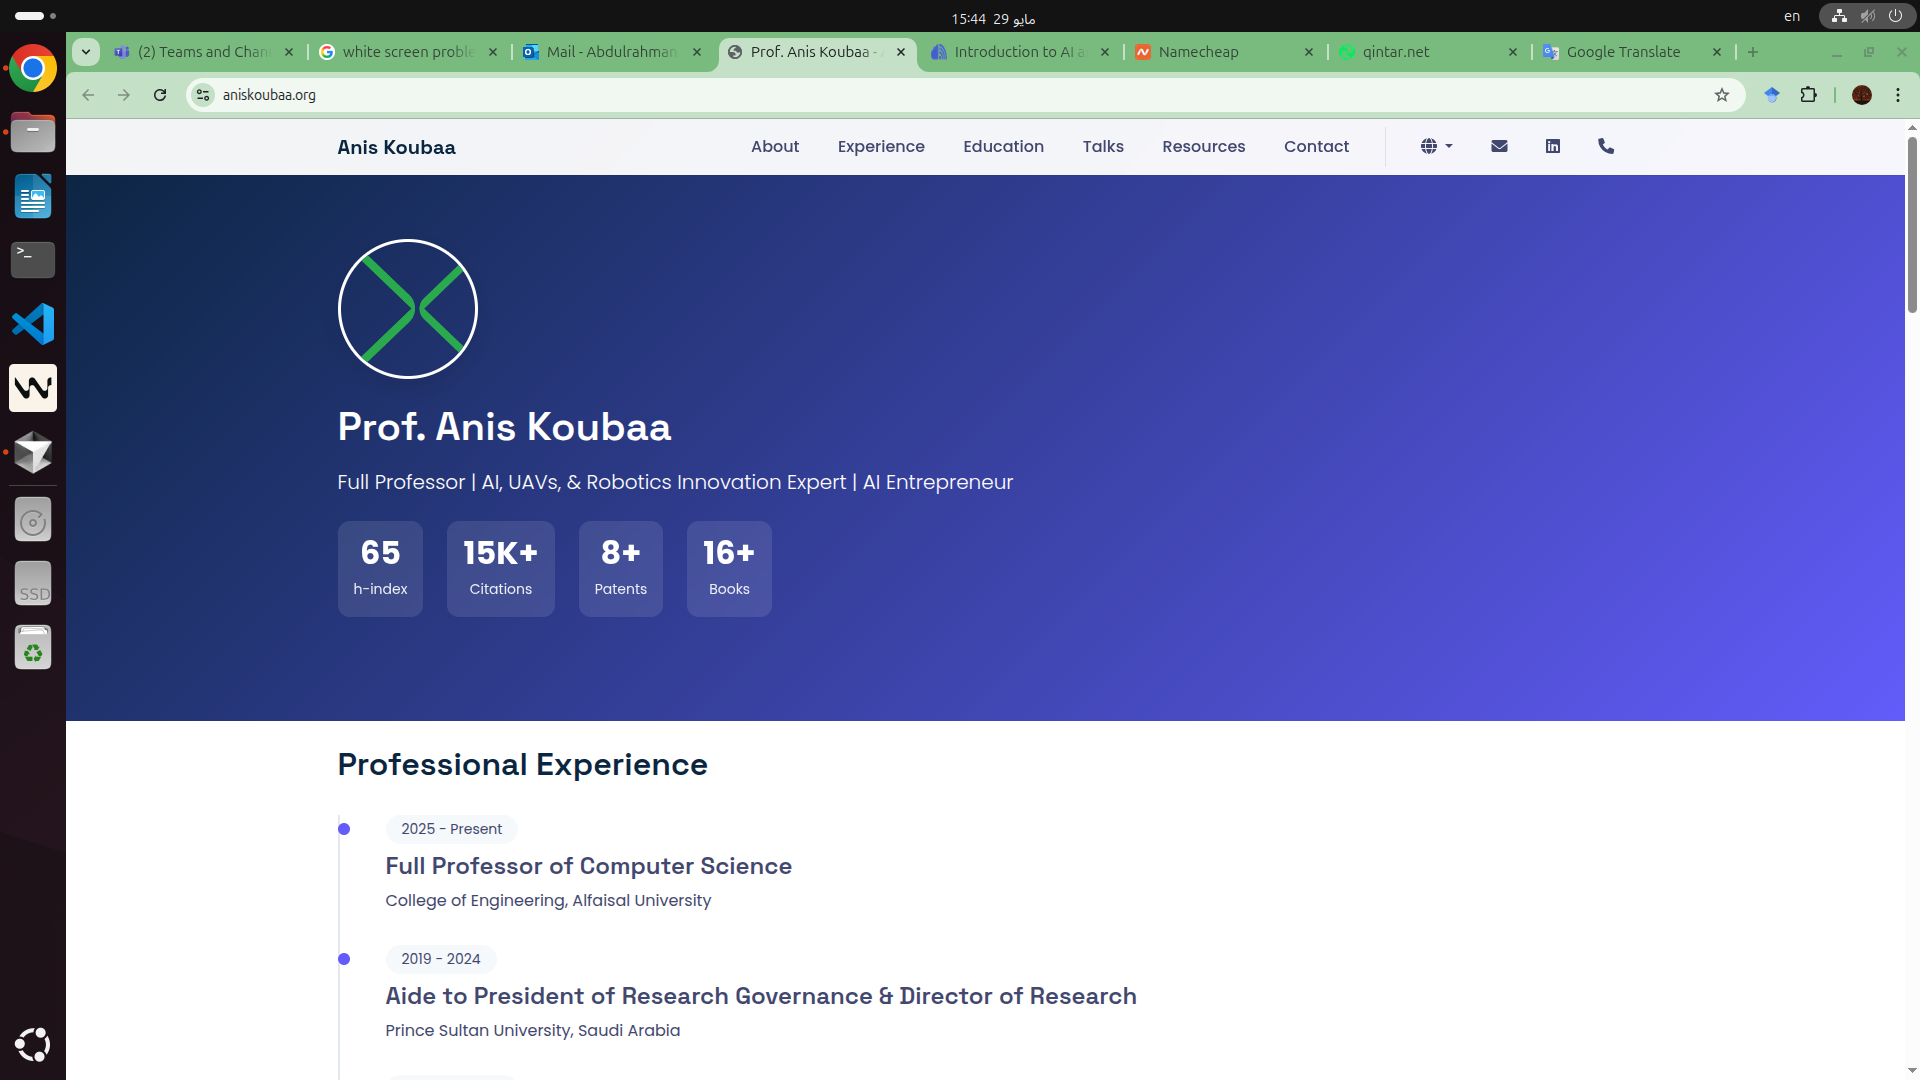 15:44 29 مايو
en
(2) Teams and Chan
white screen proble
Mail - Abdulrahman
Prof. Anis Koubaa -
Introduction to AI a
Namecheap
qintar.net
Google Translate
aniskoubaa.org
Anis Koubaa
About
Experience
Education
Talks
Resources
Contact
Prof. Anis Koubaa
Full Professor | AI, UAVs, & Robotics Innovation Expert | AI Entrepreneur
65
h-index
15K+
Citations
8+
Patents
16+
Books
Professional Experience
2025 - Present
Full Professor of Computer Science
College of Engineering, Alfaisal University
2019 - 2024
Aide to President of Research Governance & Director of Research
Prince Sultan University, Saudi Arabia
SSD